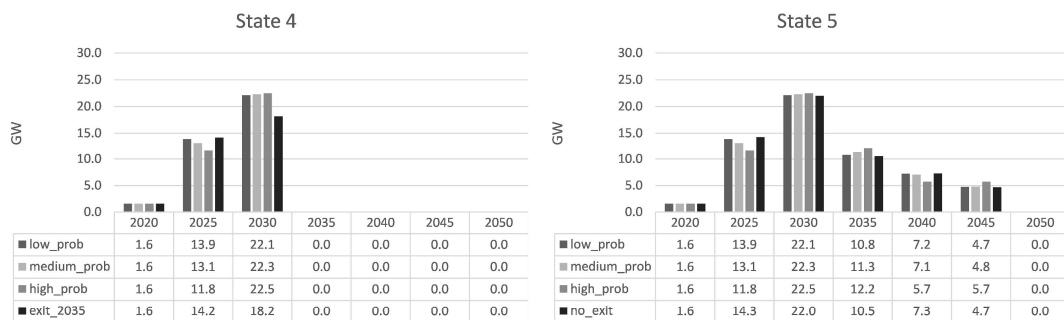 State 4
GW
30.0
25.0
20.0
15.0
10.0
5.0
0.0
2020 2025 2030 2035 2040 2045 2050
low_prob 1.6 13.9 22.1 0.0 0.0 0.0 0.0
medium_prob 1.6 13.1 22.3 0.0 0.0 0.0 0.0
high_prob 1.6 11.8 22.5 0.0 0.0 0.0 0.0
exit_2035 1.6 14.2 18.2 0.0 0.0 0.0 0.0
State 5
GW
30.0
25.0
20.0
15.0
10.0
5.0
0.0
2020 2025 2030 2035 2040 2045 2050
low_prob 1.6 13.9 22.1 10.8 7.2 4.7 0.0
medium_prob 1.6 13.1 22.3 11.3 7.1 4.8 0.0
high_prob 1.6 11.8 22.5 12.2 5.7 5.7 0.0
no_exit 1.6 14.3 22.0 10.5 7.3 4.7 0.0